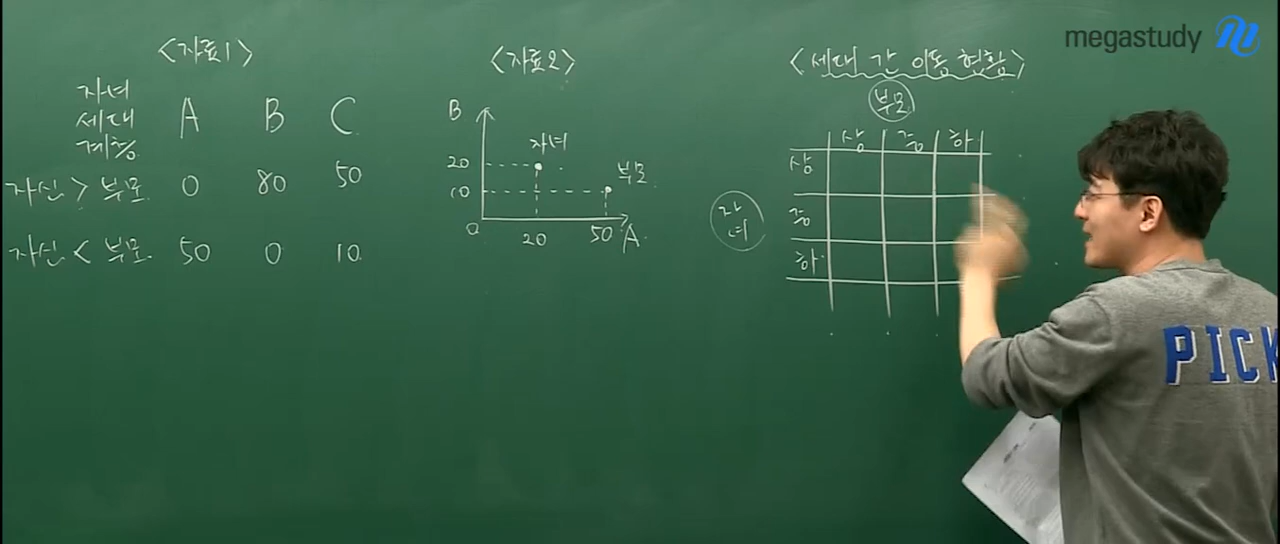 megastudy
<자료1>
자녀
세대
계층
A B C
자신 > 부모 0 80 50
자신 < 부모 50 0 10
<자료2>
B
자녀
20
부모
10
0 20 50 A
<세대 간 이동 현황>
부모
상 중 하
상
자녀
중
하
PICK